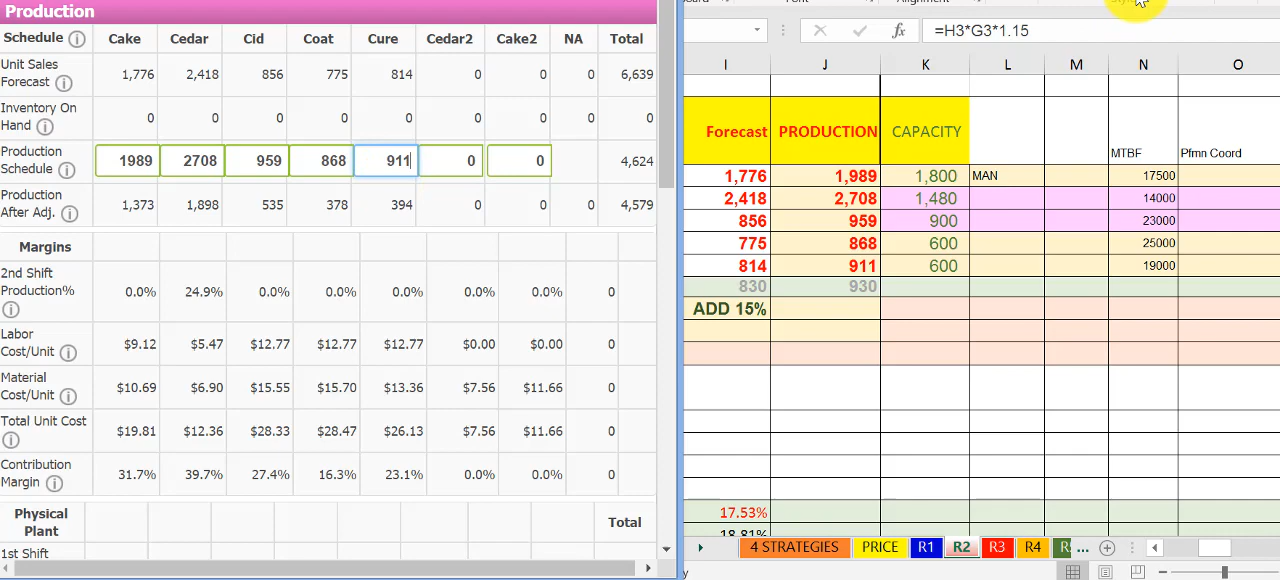 Production
Schedule Cake Cedar Cid Coat Cure Cedar2 Cake2 NA Total
Unit Sales Forecast 1,776 2,418 856 775 814 0 0 0 6,639
Inventory On Hand 0 0 0 0 0 0 0 0 0
Production Schedule 1989 2708 959 868 911 0 0 4,624
Production After Adj. 1,373 1,898 535 378 394 0 0 0 4,579
Margins
2nd Shift Production% 0.0% 24.9% 0.0% 0.0% 0.0% 0.0% 0.0% 0
Labor Cost/Unit $9.12 $5.47 $12.77 $12.77 $12.77 $0.00 $0.00 0
Material Cost/Unit $10.69 $6.90 $15.55 $15.70 $13.36 $7.56 $11.66 0
Total Unit Cost $19.81 $12.36 $28.33 $28.47 $26.13 $7.56 $11.66 0
Contribution Margin 31.7% 39.7% 27.4% 16.3% 23.1% 0.0% 0.0% 0
Physical Plant Total
1st Shift
fx =H3*G3*1.15
I J K L M N O
Forecast PRODUCTION CAPACITY MTBF Pfmn Coord
1,776 1,989 1,800 MAN 17500
2,418 2,708 1,480 14000
856 959 900 23000
775 868 600 25000
814 911 600 19000
830 930
ADD 15%
17.53%
18.81%
4 STRATEGIES PRICE R1 R2 R3 R4 ...